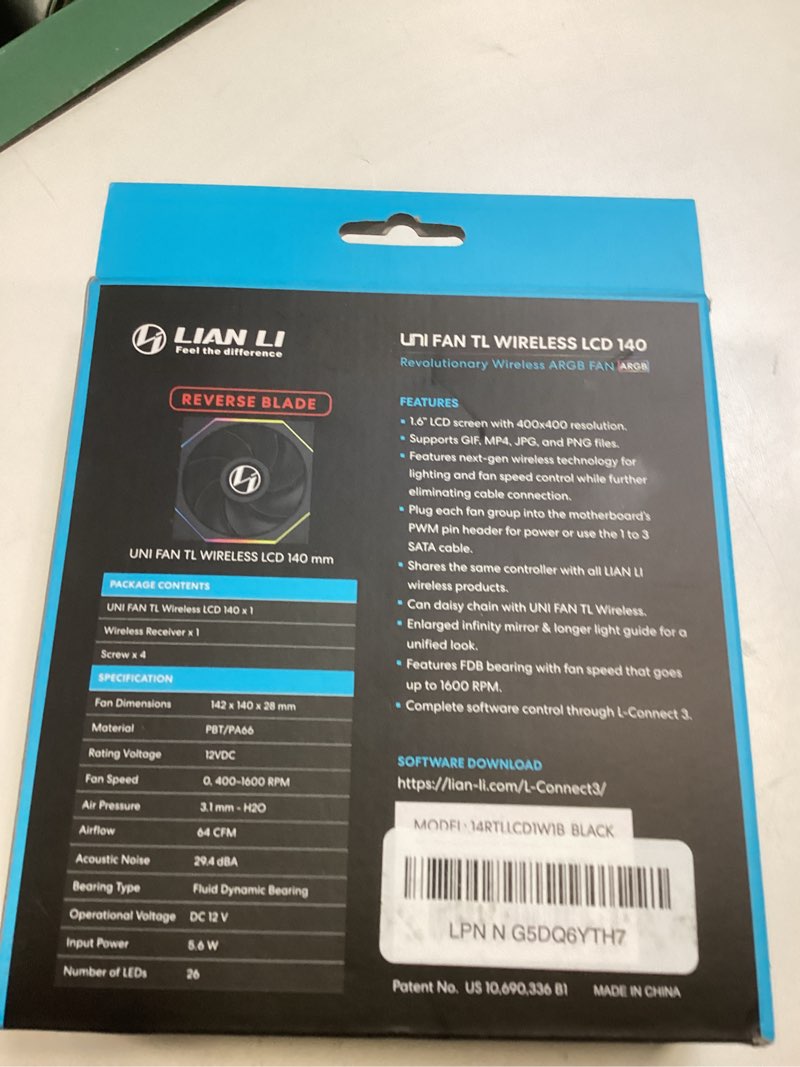 LIAN LI
Feel the difference
REVERSE BLADE
UNI FAN TL WIRELESS LCD 140 mm
PACKAGE CONTENTS
UNI FAN TL Wireless LCD 140 x 1
Wireless Receiver x 1
Screw x 4
SPECIFICATION
Fan Dimensions 142 x 140 x 28 mm
Material PBT/PA66
Rating Voltage 12VDC
Fan Speed 0, 400-1600 RPM
Air Pressure 3.1 mm - H2O
Airflow 64 CFM
Acoustic Noise 29.4 dBA
Bearing Type Fluid Dynamic Bearing
Operational Voltage DC 12 V
Input Power 5.6 W
Number of LEDs 26
UNI FAN TL WIRELESS LCD 140
Revolutionary Wireless ARGB FAN ARGB
FEATURES
• 1.6" LCD screen with 400x400 resolution.
• Supports GIF, MP4, JPG, and PNG files.
• Features next-gen wireless technology for
lighting and fan speed control while further
eliminating cable connection.
• Plug each fan group into the motherboard's
PWM pin header for power or use the 1 to 3
SATA cable.
• Shares the same controller with all LIAN LI
wireless products.
• Can daisy chain with UNI FAN TL Wireless.
• Enlarged infinity mirror & longer light guide for a
unified look.
• Features FDB bearing with fan speed that goes
up to 1600 RPM.
• Complete software control through L-Connect 3.
SOFTWARE DOWNLOAD
https://lian-li.com/L-Connect3/
MODEL: 14RTLLCD1W1B BLACK
LPN N G5DQ6YTH7
Patent No. US 10,690,336 B1 MADE IN CHINA